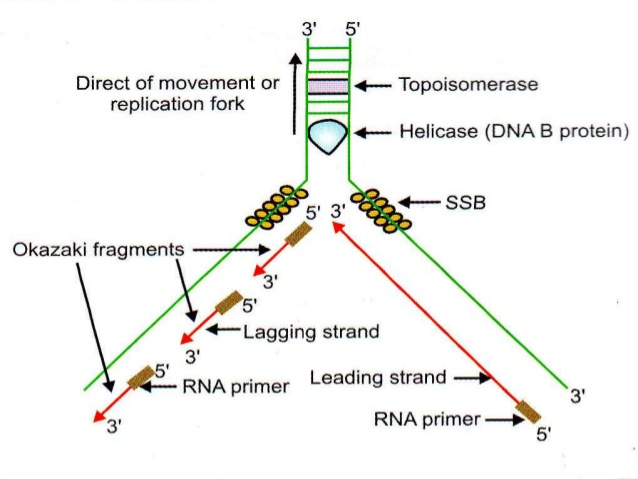 3' 5'
Direct of movement or
replication fork
Topoisomerase
Helicase (DNA B protein)
SSB
5' 3'
Okazaki fragments
3'
5'
Lagging strand
3'
5'
RNA primer
Leading strand
3'
RNA primer
3'
5'